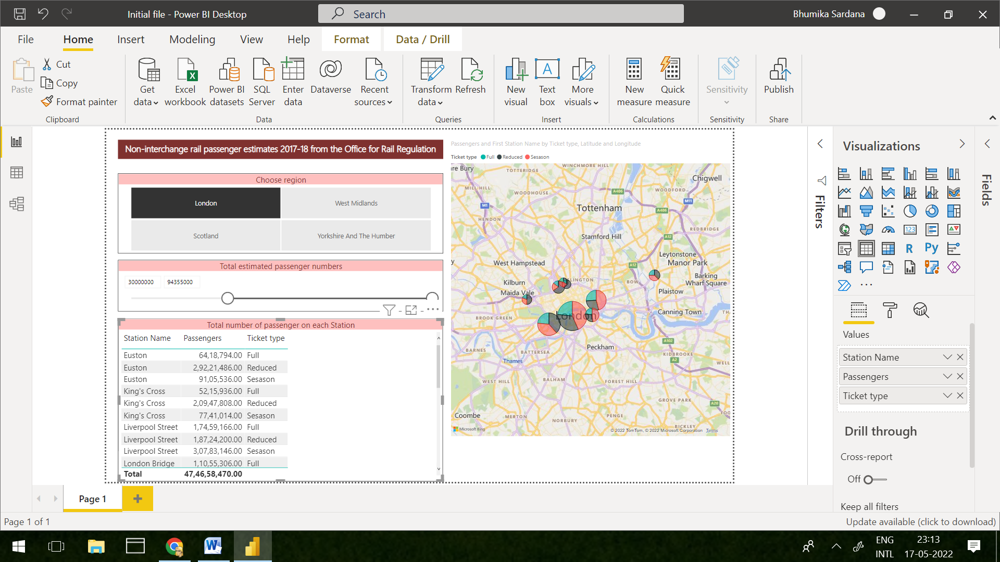 Initial file - Power BI Desktop
Search
Bhumika Sardana
File Home Insert Modeling View Help Format Data / Drill
Paste
Cut
Copy
Format painter
Clipboard
Get data
Excel workbook
Power BI datasets
SQL Server
Enter data
Dataverse
Recent sources
Data
Transform data
Refresh
Queries
New visual
Text box
More visuals
Insert
New measure
Quick measure
Calculations
Sensitivity
Sensitivity
Publish
Share
Non-interchange rail passenger estimates 2017-18 from the Office for Rail Regulation
Choose region
London West Midlands
Scotland Yorkshire And The Humber
Total estimated passenger numbers
30000000 94355000
Total number of passenger on each Station
Station Name Passengers Ticket type
Euston 64,18,794.00 Full
Euston 2,92,21,486.00 Reduced
Euston 91,05,536.00 Sesason
King's Cross 52,15,936.00 Full
King's Cross 2,09,47,808.00 Reduced
King's Cross 77,41,014.00 Sesason
Liverpool Street 1,74,59,166.00 Full
Liverpool Street 1,87,24,200.00 Reduced
Liverpool Street 3,07,83,146.00 Sesason
London Bridge 1,10,55,306.00 Full
Total 47,46,58,470.00
Passengers and First Station Name by Ticket type, Latitude and Longitude
Ticket type Full Reduced Sesason
re Bury
TOTTERIDGE
WINCHMORE HILL
Chigwell
MILL HILL
WOODHOUSE
A406
WOODFORD
M11
M1
Tottenham
A406
HENDON
REDBRIDGE
Stamford Hill
A12
Leytonstone
West Hampstead
A12
Manor Park
Barking
Kilburn
LINGTON
BOW
Wharf Square
Maida Vale
Plaistow
London
Canning Town
BROOK GREEN
Peckham
A102
BARNES
BATTERSEA
KIDBROOKE
Thames
A2
WELL
WEST HILL
BALHAM
FOREST HILL
GROVE PARK
A20
Coombe
MERTON
NORBURY
PENGE
BICKLEY
Microsoft Bing
© 2022 TomTom, © 2022 Microsoft Corporation Terms
Filters
Visualizations
123
R
Py
Values
Station Name
Passengers
Ticket type
Drill through
Cross-report
Off
Keep all filters
Fields
Page 1
Page 1 of 1
Update available (click to download)
ENG
INTL
23:13
17-05-2022